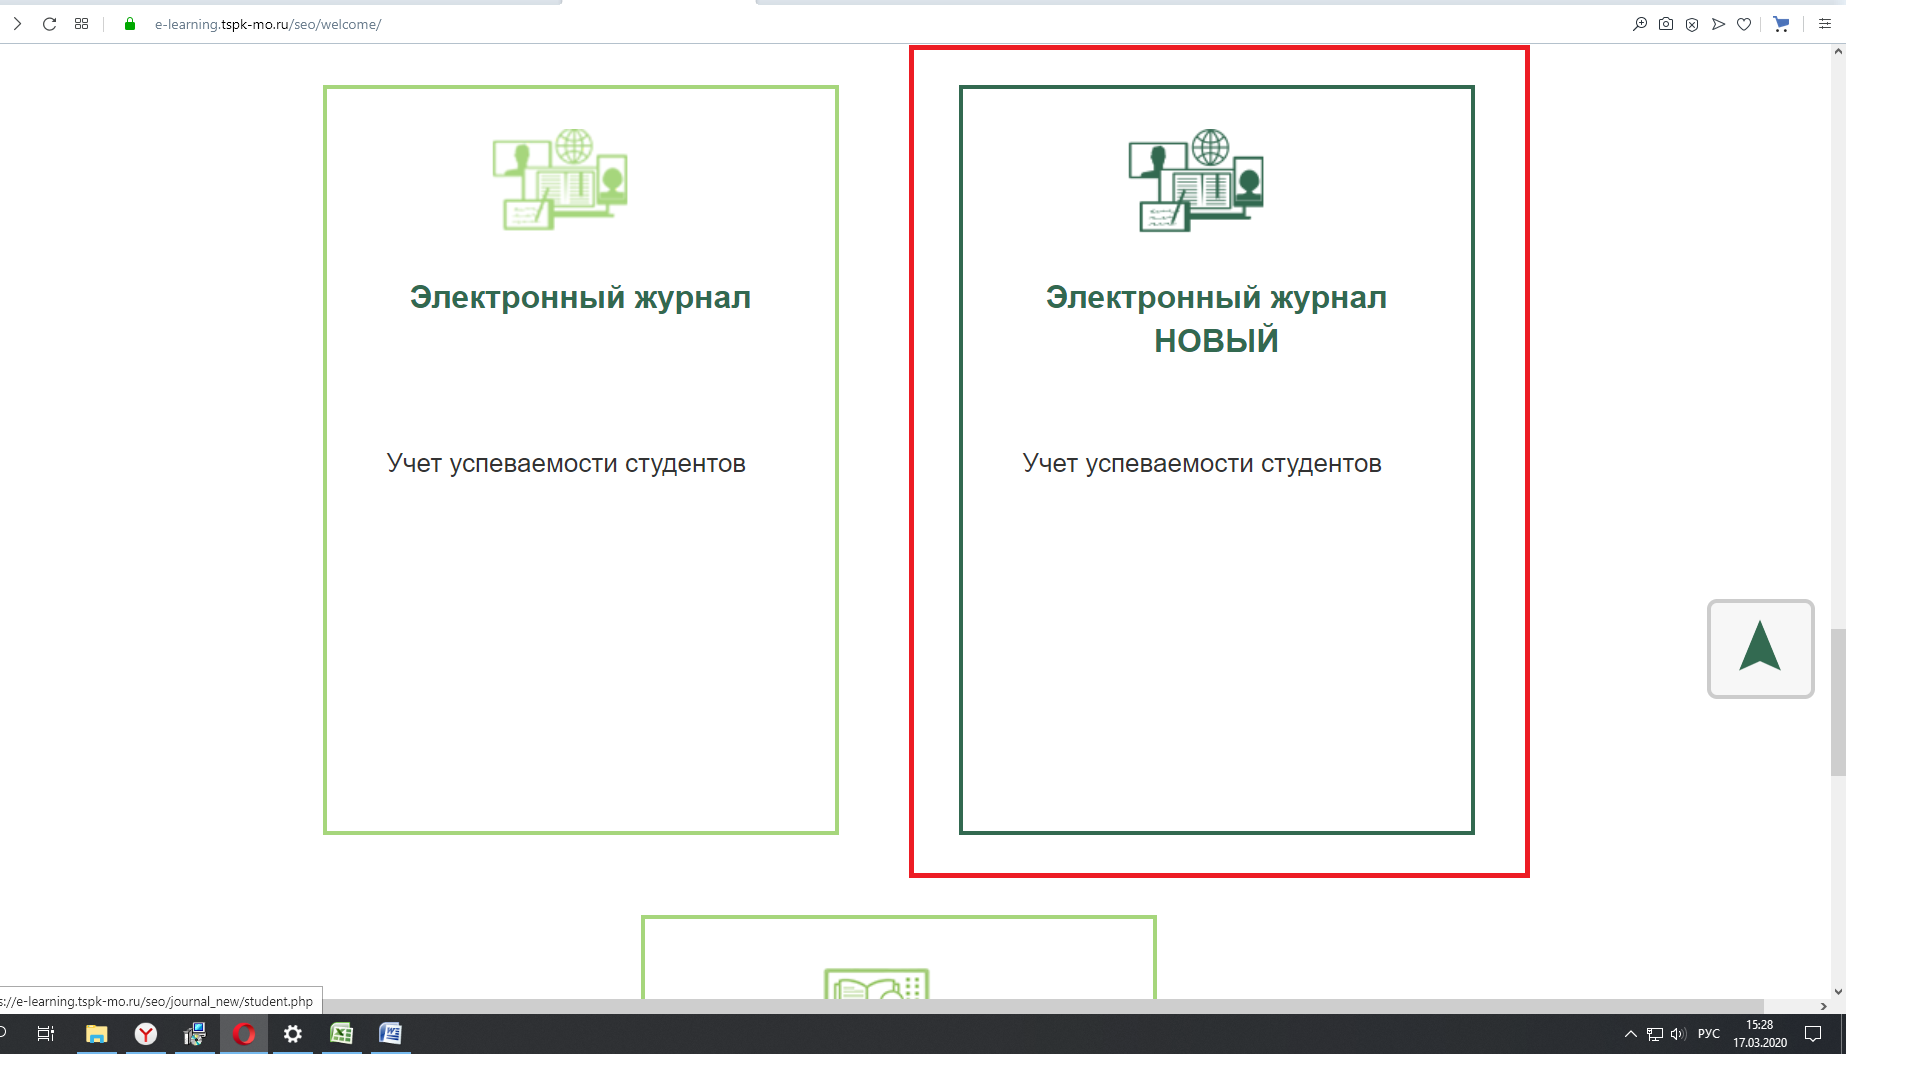 e-learning.tspk-mo.ru/seo/welcome/
Электронный журнал
Учет успеваемости студентов
Электронный журнал
НОВЫЙ
Учет успеваемости студентов
s://e-learning.tspk-mo.ru/seo/journal_new/student.php
РУС
15:28
17.03.2020